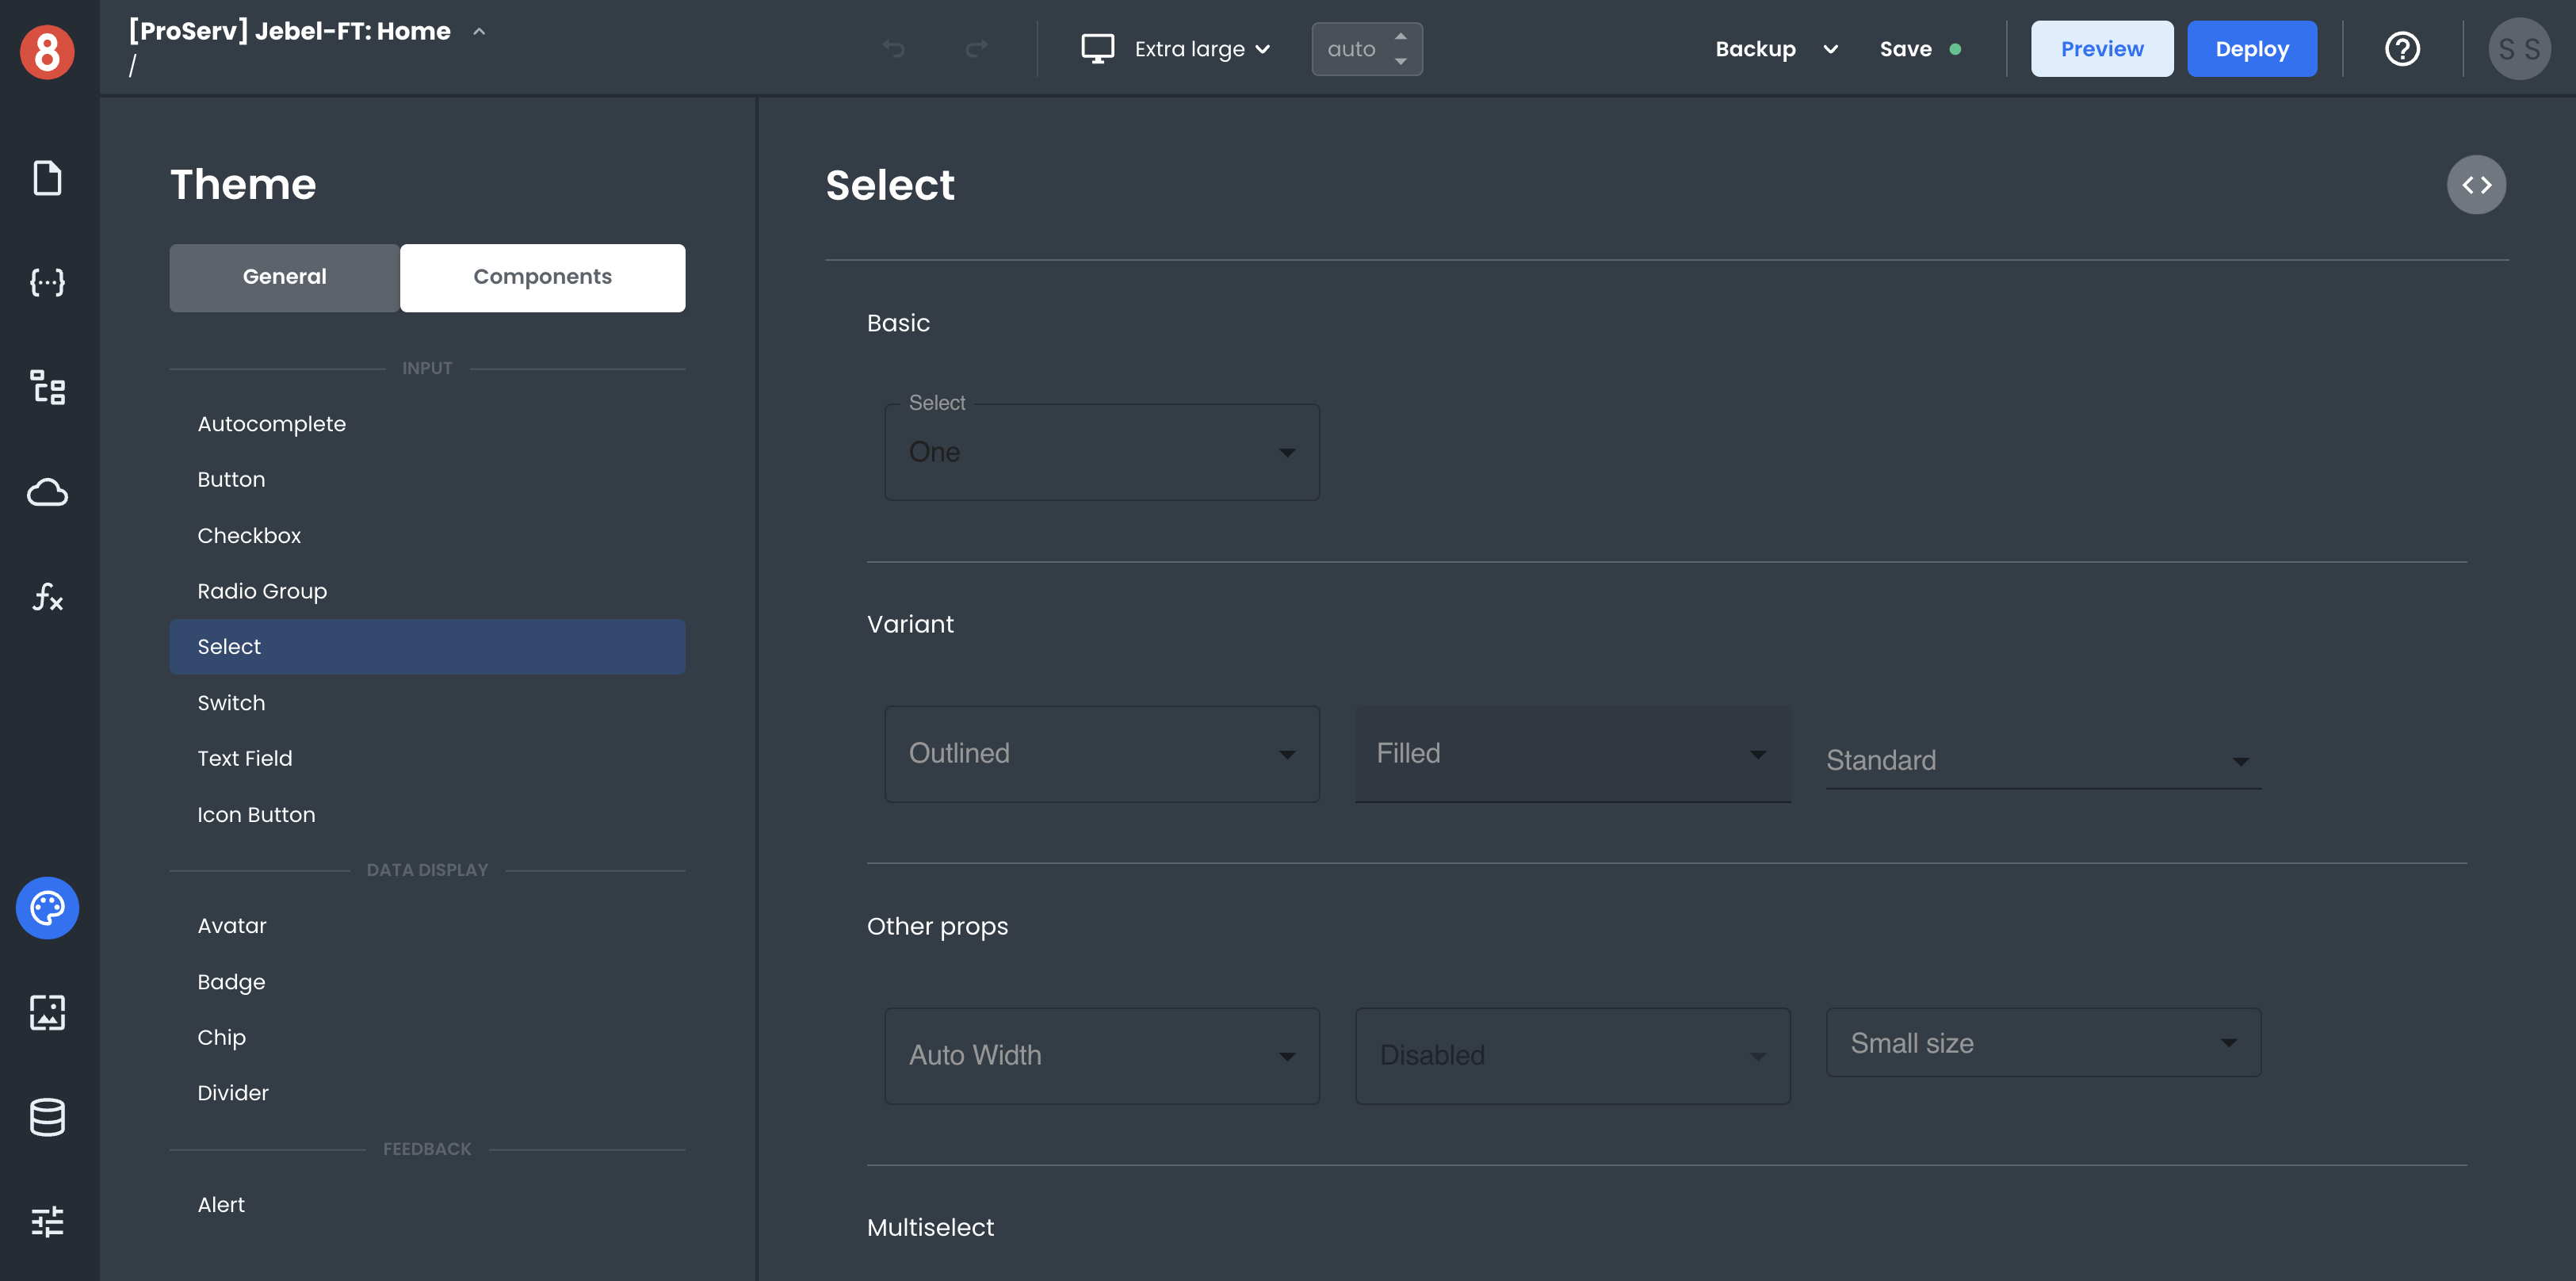 8
[ProServ] Jebel-FT: Home
/
Extra large
auto
Backup
Save
Preview
Deploy
?
S S
Theme
General
Components
INPUT
Autocomplete
Button
Checkbox
Radio Group
Select
Switch
Text Field
Icon Button
DATA DISPLAY
Avatar
Badge
Chip
Divider
FEEDBACK
Alert
Select
Basic
Select
One
Variant
Outlined
Filled
Standard
Other props
Auto Width
Disabled
Small size
Multiselect